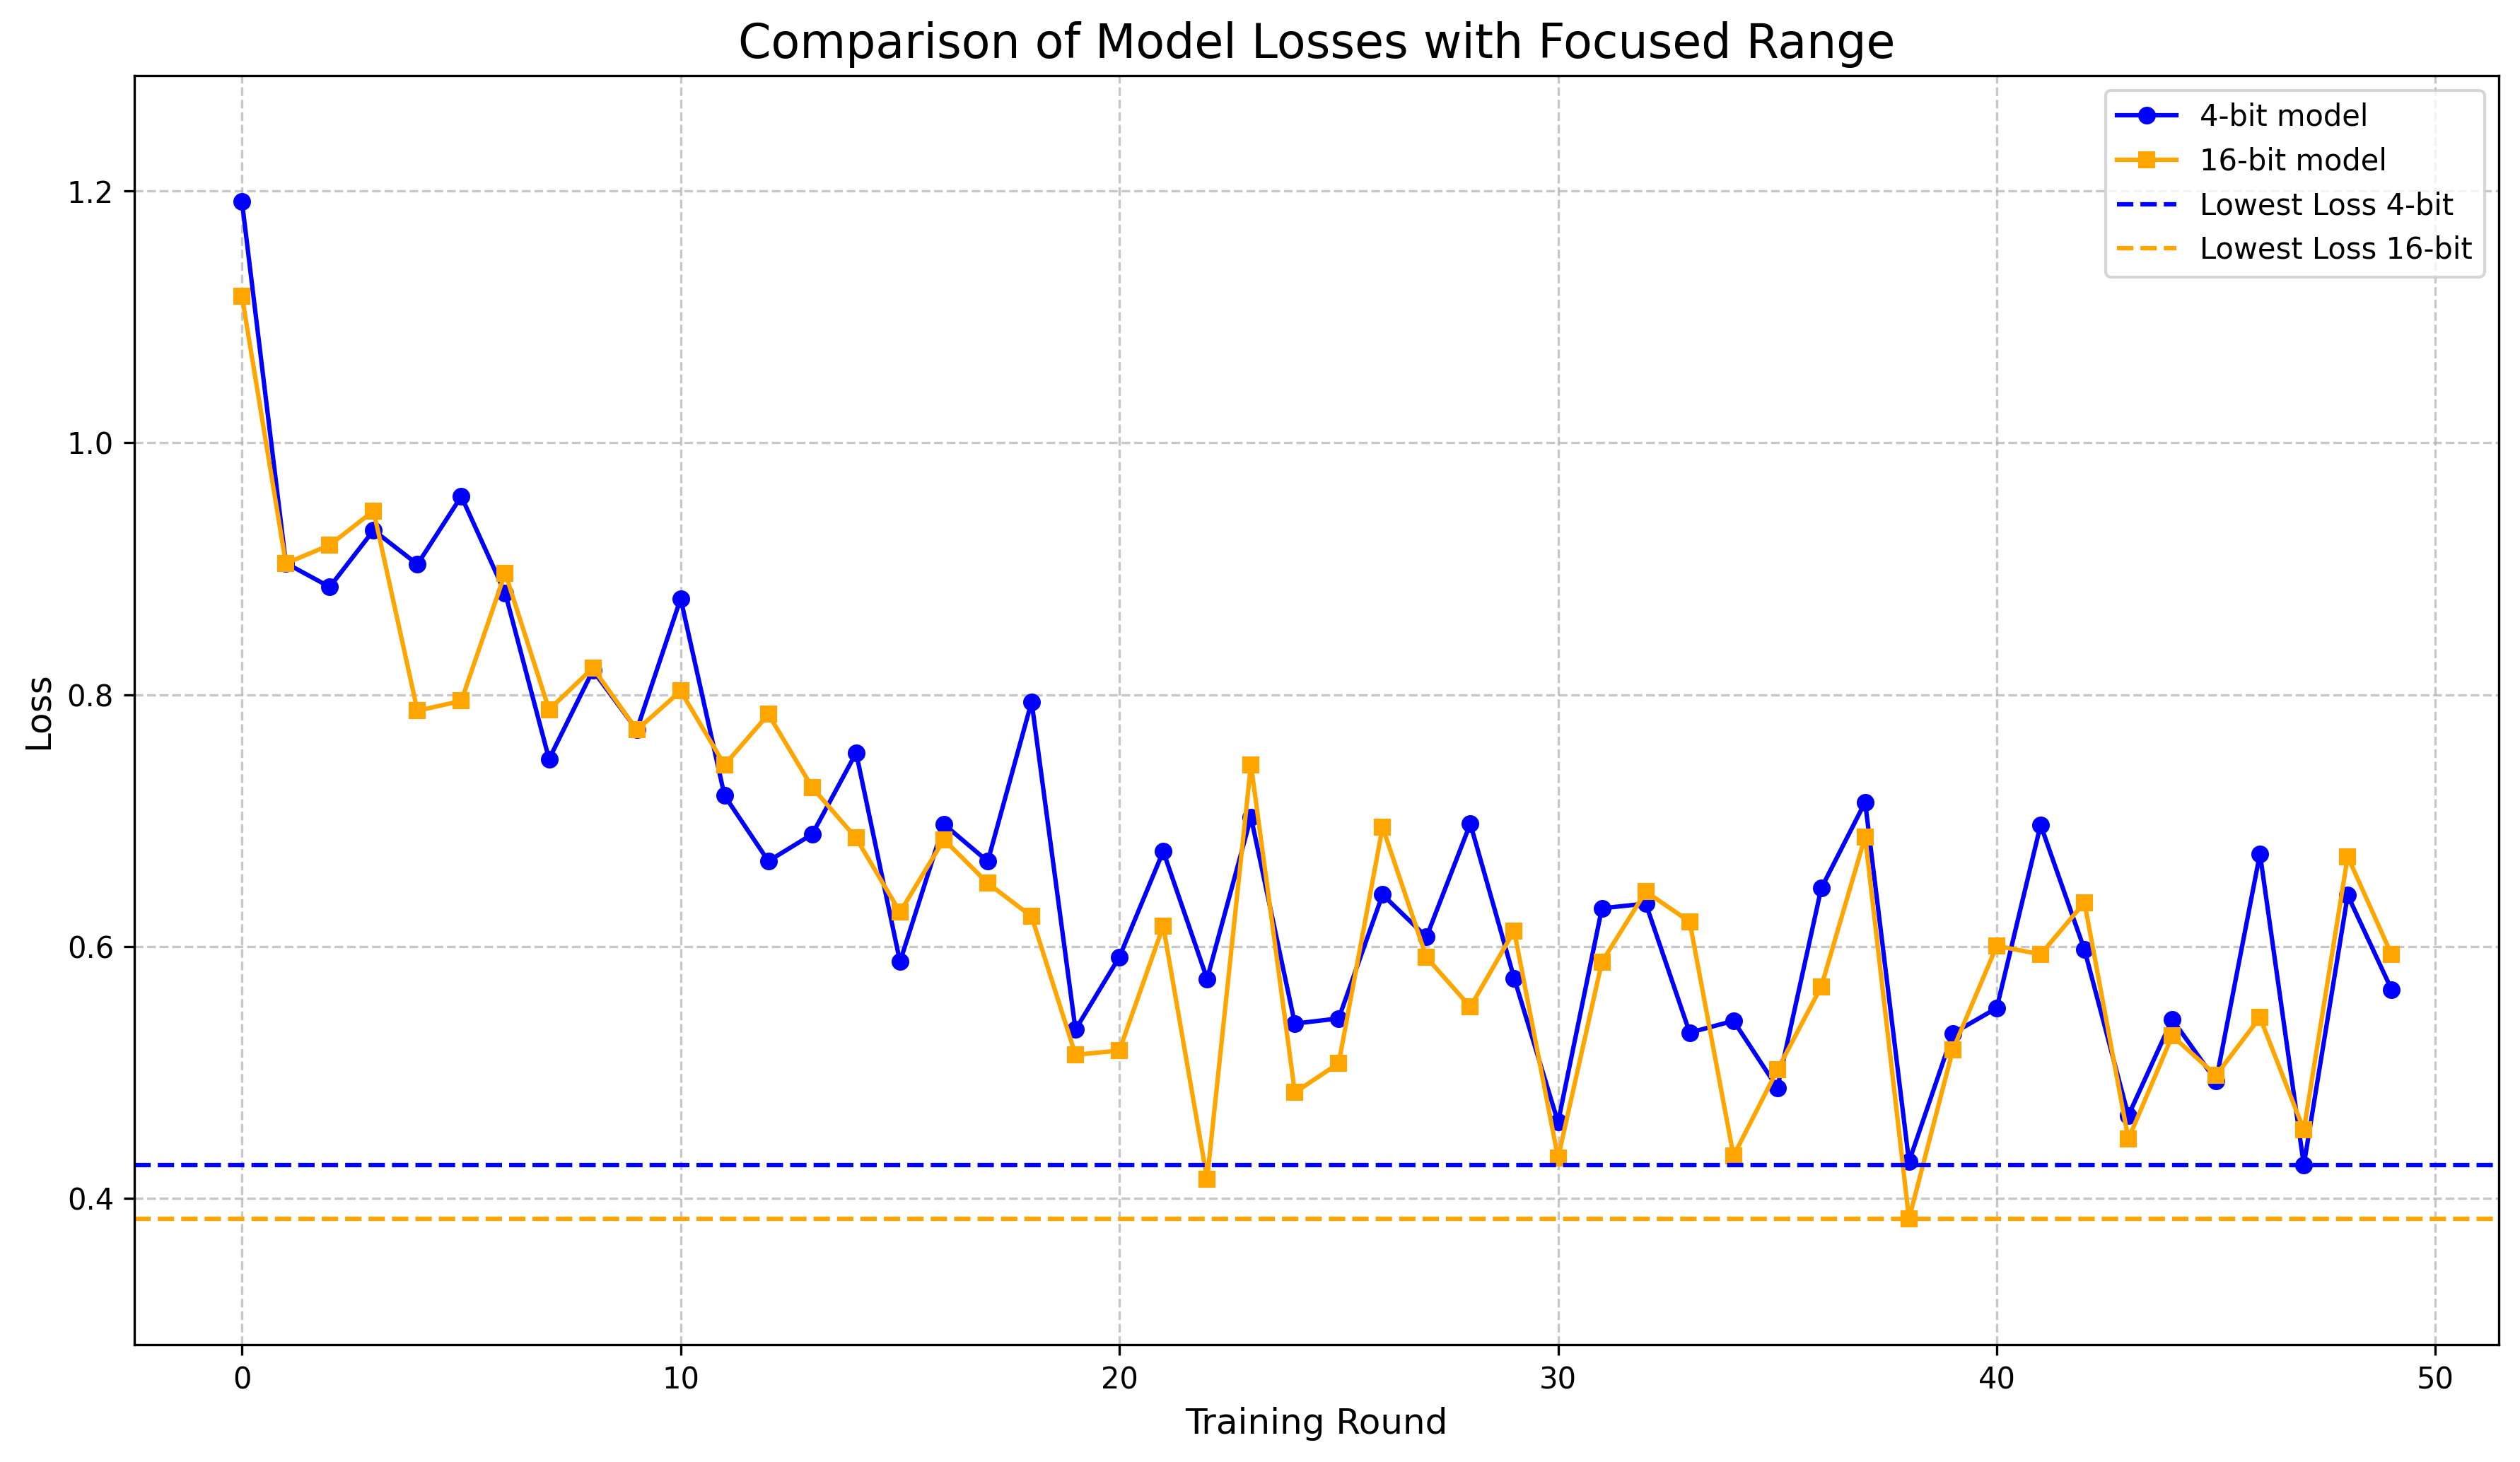 Comparison of Model Losses with Focused Range
4-bit model
16-bit model
Lowest Loss 4-bit
Lowest Loss 16-bit
Loss
1.2
1.0
0.8
0.6
0.4
0 10 20 30 40 50
Training Round